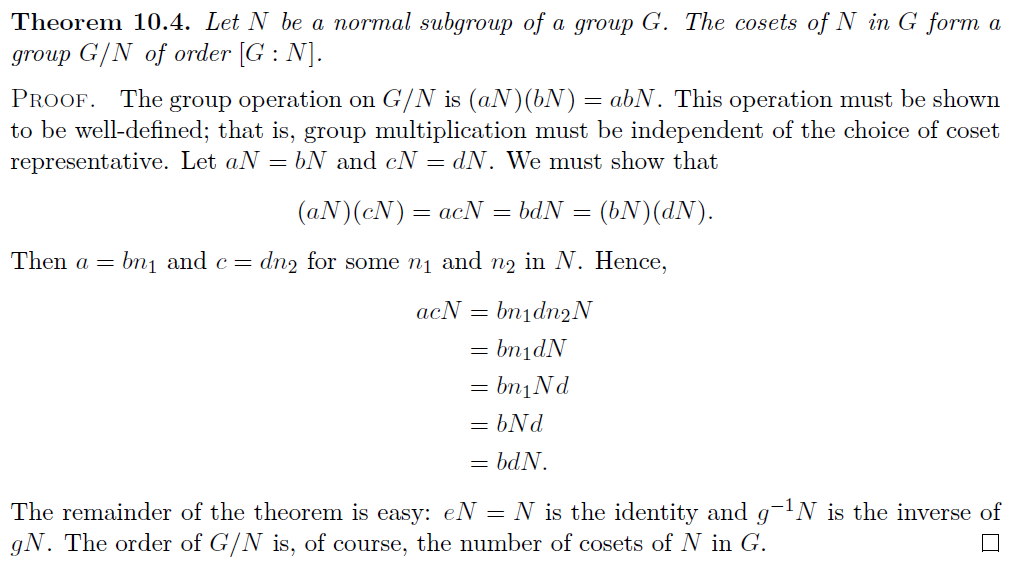 Theorem 10.4. Let N be a normal subgroup of a group G. The cosets of N in G form a
group G/N of order [G : N].
PROOF. The group operation on G/N is (aN)(bN) = abN. This operation must be shown
to be well-defined; that is, group multiplication must be independent of the choice of coset
representative. Let aN = bN and cN = dN. We must show that
(aN)(cN) = acN = bdN = (bN)(dN).
Then a = bn₁ and c = dn₂ for some n₁ and n₂ in N. Hence,
acN = bn₁dn₂N
= bn₁dN
= bn₁Nd
= bNd
= bdN.
The remainder of the theorem is easy: eN = N is the identity and g⁻¹N is the inverse of
gN. The order of G/N is, of course, the number of cosets of N in G. □